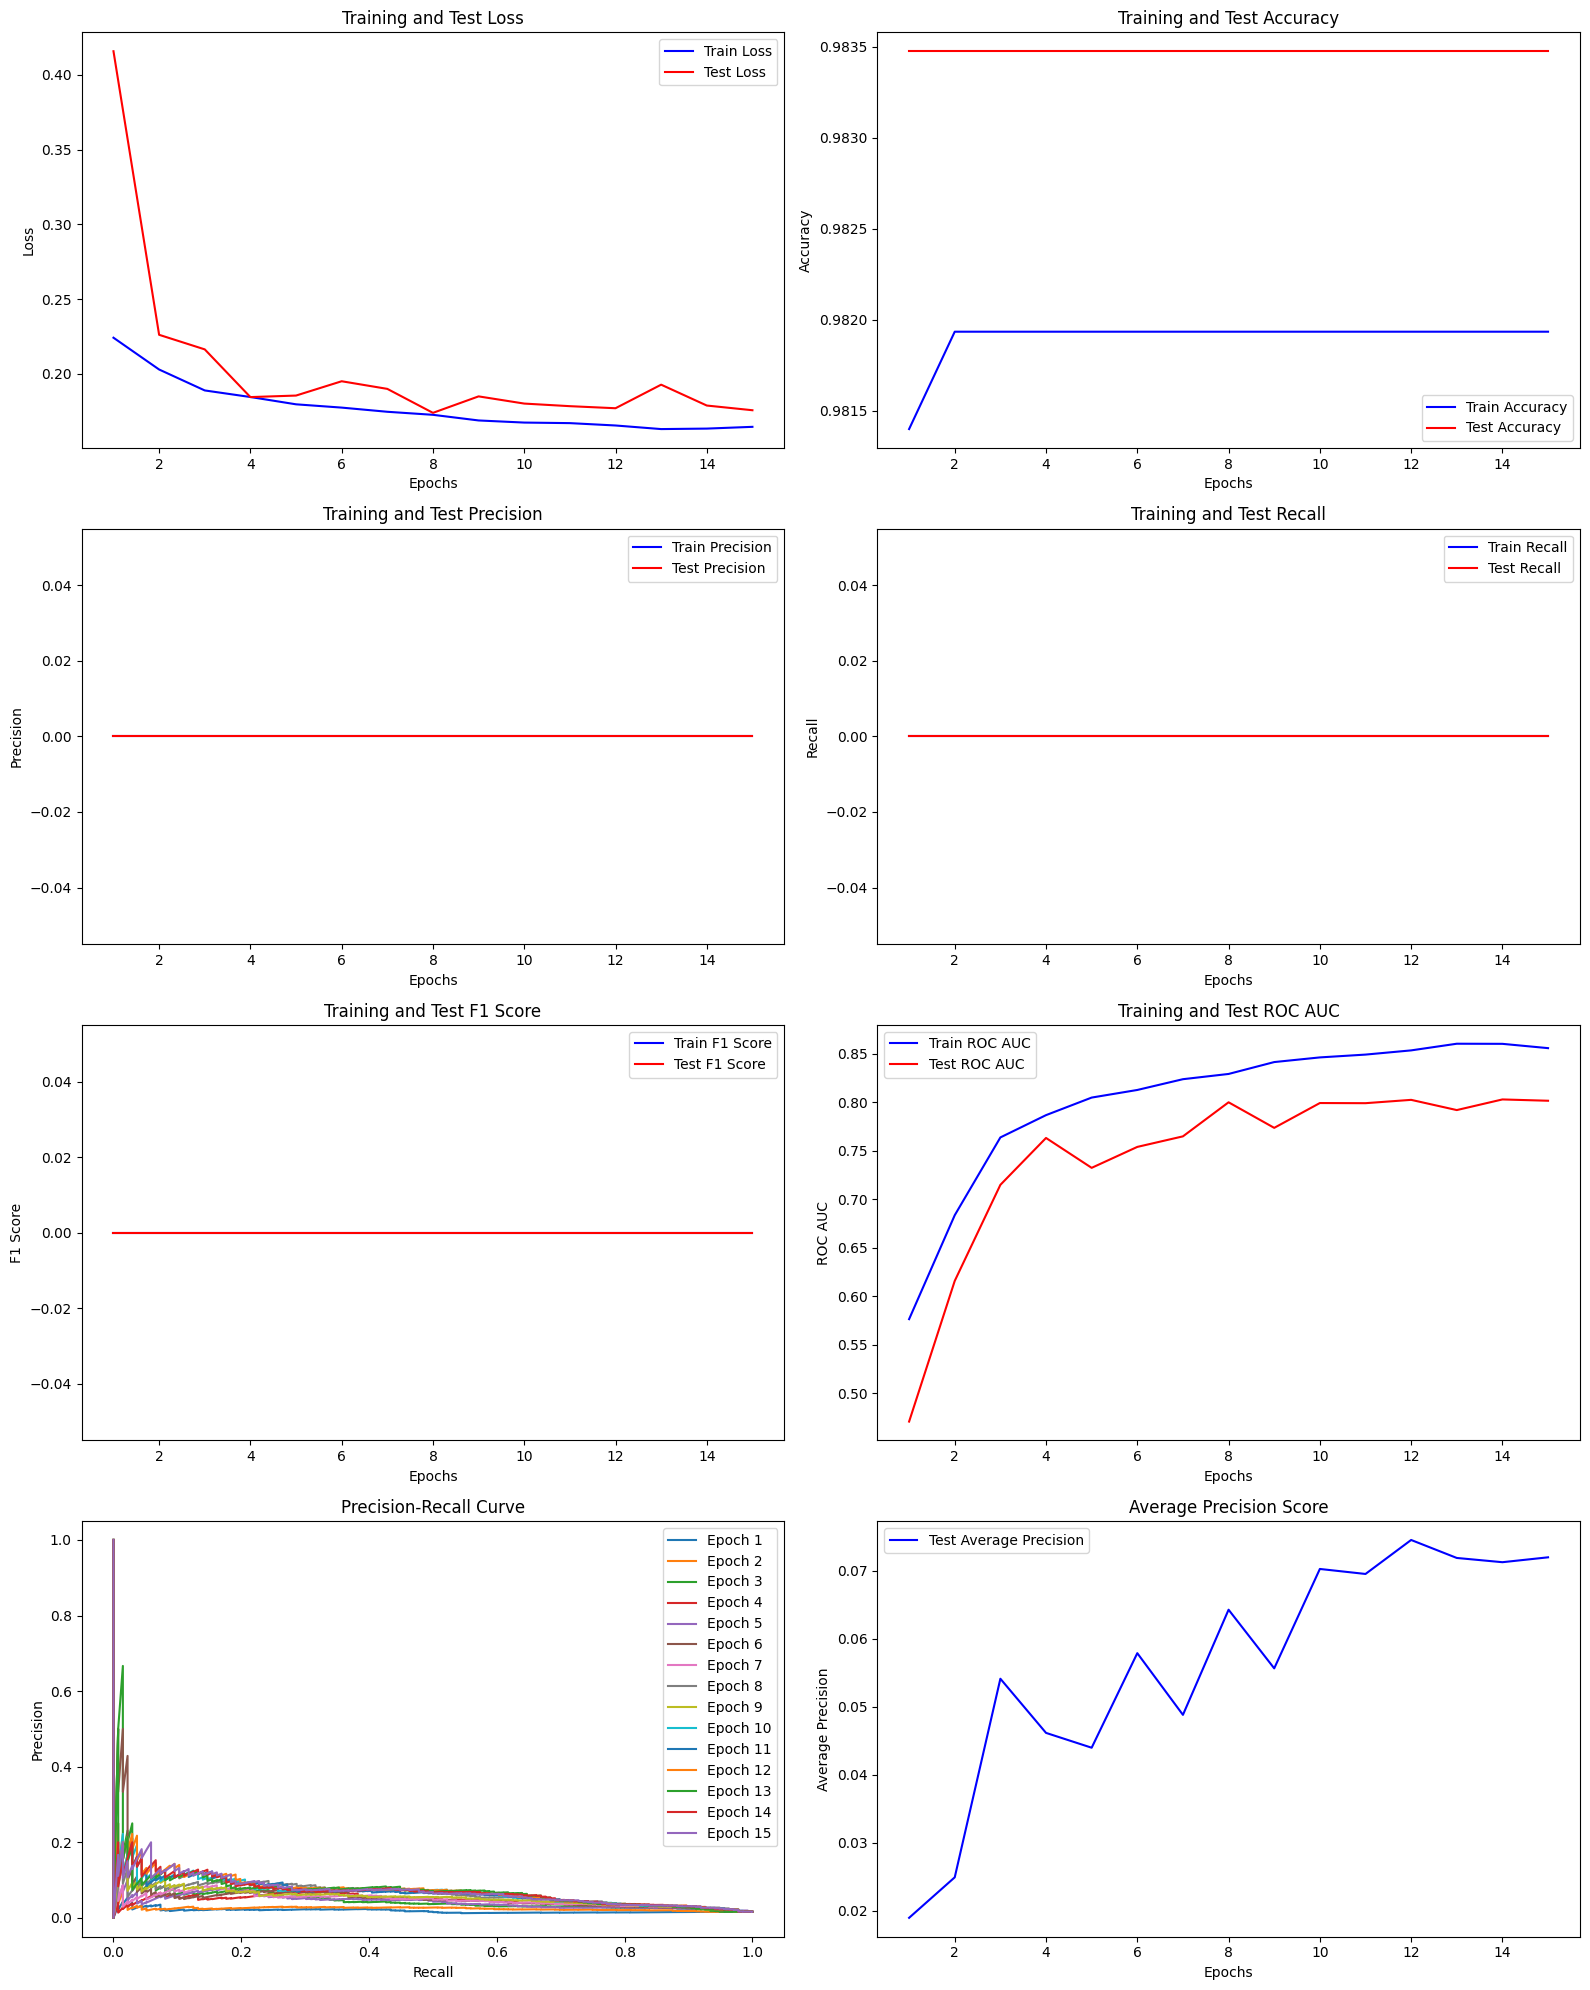 Training and Test Loss
Train Loss
Test Loss
0.40
0.35
0.30
0.25
0.20
Loss
2 4 6 8 10 12 14
Epochs
Training and Test Accuracy
0.9835
0.9830
0.9825
0.9820
0.9815
Accuracy
Train Accuracy
Test Accuracy
2 4 6 8 10 12 14
Epochs
Training and Test Precision
Train Precision
Test Precision
0.04
0.02
0.00
−0.02
−0.04
Precision
2 4 6 8 10 12 14
Epochs
Training and Test Recall
Train Recall
Test Recall
0.04
0.02
0.00
−0.02
−0.04
Recall
2 4 6 8 10 12 14
Epochs
Training and Test F1 Score
Train F1 Score
Test F1 Score
0.04
0.02
0.00
−0.02
−0.04
F1 Score
2 4 6 8 10 12 14
Epochs
Training and Test ROC AUC
Train ROC AUC
Test ROC AUC
0.85
0.80
0.75
0.70
0.65
0.60
0.55
0.50
ROC AUC
2 4 6 8 10 12 14
Epochs
Precision-Recall Curve
1.0
0.8
0.6
0.4
0.2
0.0
Precision
Epoch 1
Epoch 2
Epoch 3
Epoch 4
Epoch 5
Epoch 6
Epoch 7
Epoch 8
Epoch 9
Epoch 10
Epoch 11
Epoch 12
Epoch 13
Epoch 14
Epoch 15
0.0 0.2 0.4 0.6 0.8 1.0
Recall
Average Precision Score
Test Average Precision
0.07
0.06
0.05
0.04
0.03
0.02
Average Precision
2 4 6 8 10 12 14
Epochs